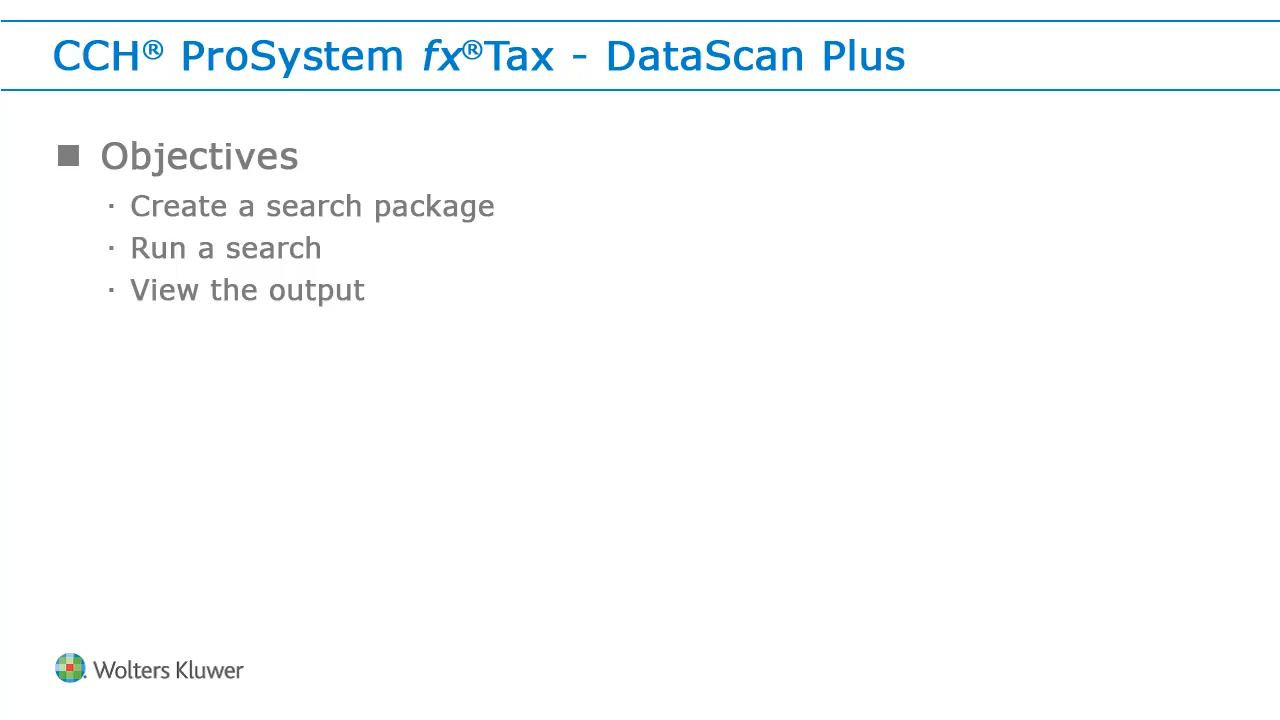 CCH® ProSystem fx®Tax - DataScan Plus
■ Objectives
· Create a search package
· Run a search
· View the output
Wolters Kluwer